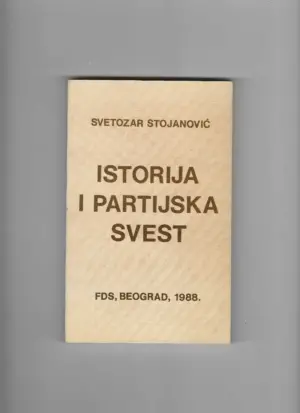 SVETOZAR STOJANOVIĆ
ISTORIJA
I PARTIJSKA
SVEST
FDS, BEOGRAD, 1988.